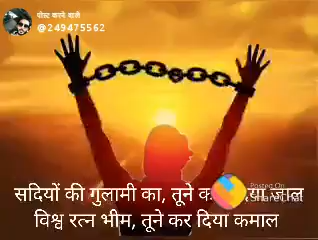 पोस्ट करने वाले
@249475562
Posted On
ShareChat
सदियों की गुलामी का, तूने जाल
विश्व रत्न भीम, तूने कर दिया कमाल